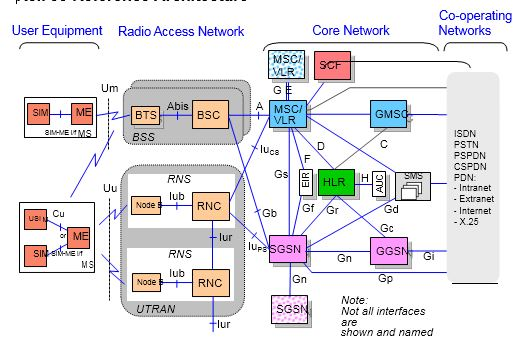 User Equipment
Radio Access Network
Core Network
Co-operating
Networks
Um
MSC/
VLR
SCF
G
E
SIM
ME
SIM-ME i/f
MS
BTS
Abis
BSC
BSS
A
MSC/
VLR
GMSC
ISDN
PSTN
PSPDN
CSPDN
PDN:
- Intranet
- Extranet
- Internet
- X.25
D
C
IuCS
Gs
F
EIR
HLR
H
AUC
SMS
Uu
RNS
Node B
Iub
RNC
Gf
Gr
Gd
Gb
Iur
IuPS
Gc
Cu
or
ME
SIM
SIM-ME i/f
MS
RNS
Node B
Iub
RNC
UTRAN
SGSN
GGSN
Gn
Gi
Gp
Gn
SGSN
Iur
Note:
Not all interfaces
are
shown and named